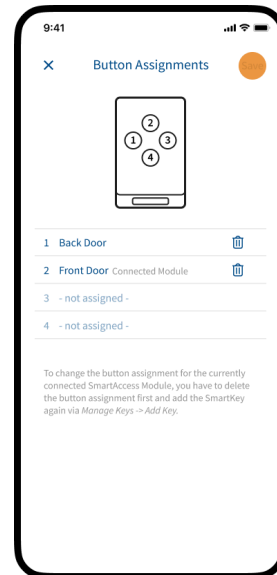 9:41
Button Assignments Save
2
1 3
4
1 Back Door
2 Front Door Connected Module
3 - not assigned -
4 - not assigned -
To change the button assignment for the currently
connected SmartAccess Module, you have to delete
the button assignment first and add the SmartKey
again via Manage Keys -> Add Key.